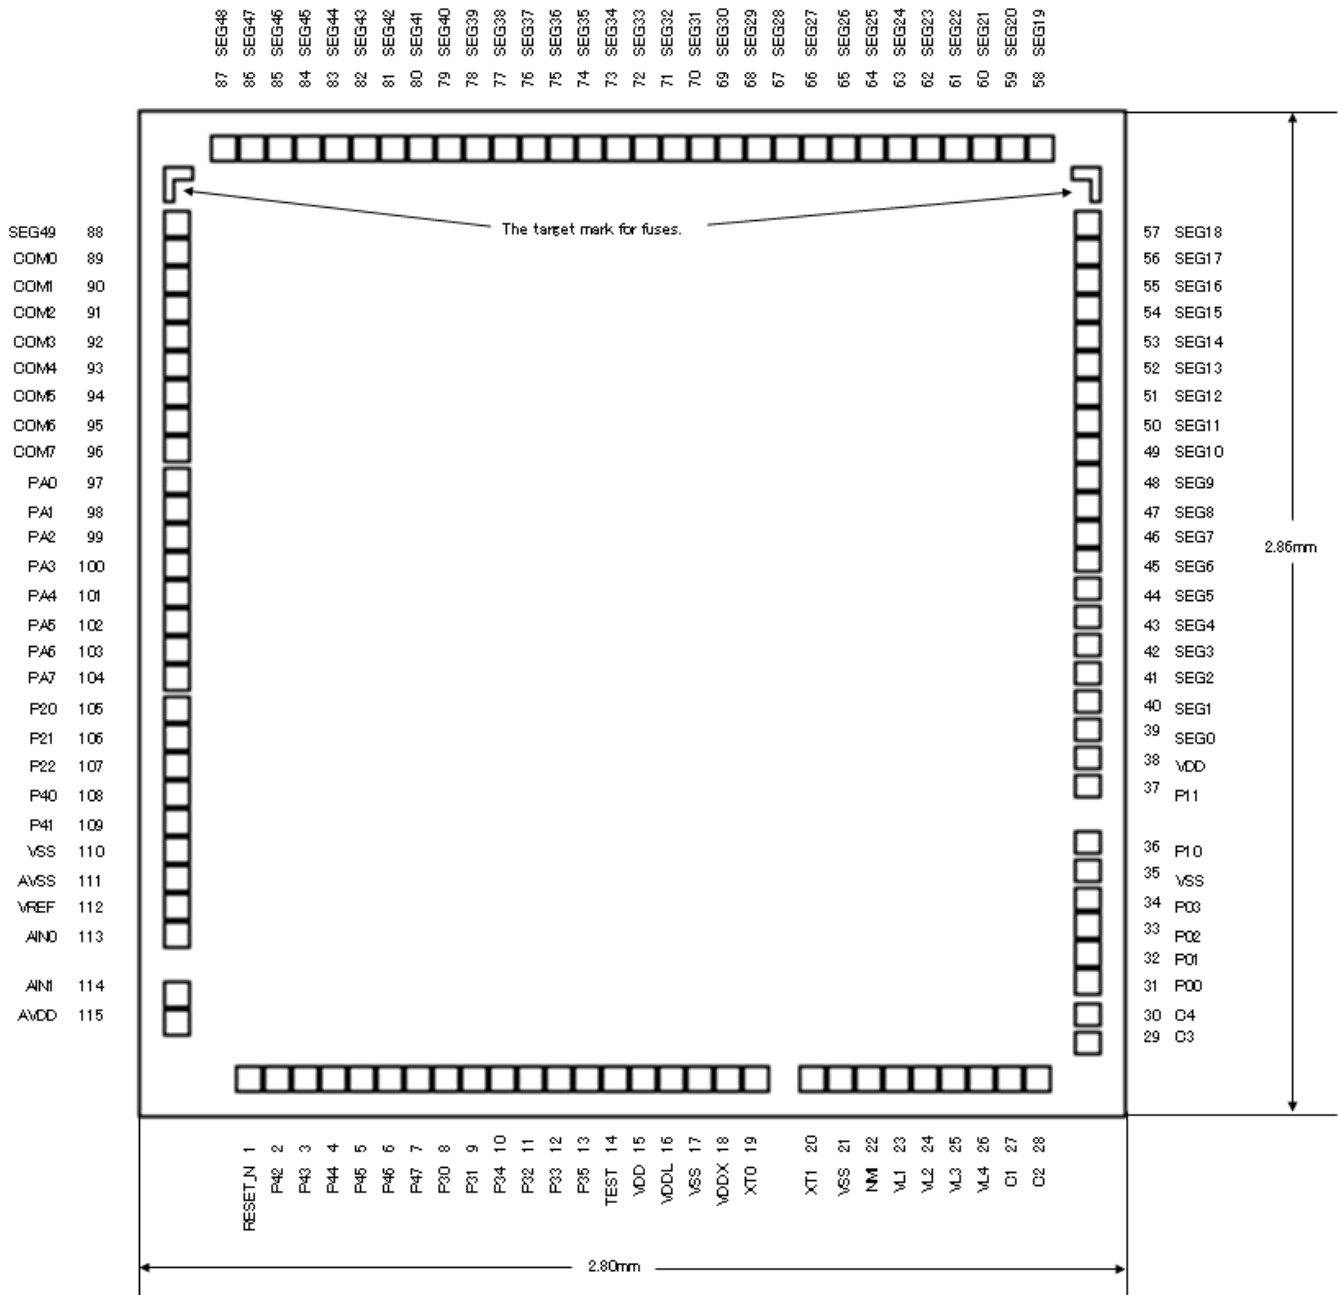 87 SEG48
86 SEG47
85 SEG46
84 SEG45
83 SEG44
82 SEG43
81 SEG42
80 SEG41
79 SEG40
78 SEG39
77 SEG38
76 SEG37
75 SEG36
74 SEG35
73 SEG34
72 SEG33
71 SEG32
70 SEG31
69 SEG30
68 SEG29
67 SEG28
66 SEG27
65 SEG26
64 SEG25
63 SEG24
62 SEG23
61 SEG22
60 SEG21
59 SEG20
58 SEG19
The target mark for fuses.
SEG49 88
COM0 89
COM1 90
COM2 91
COM3 92
COM4 93
COM5 94
COM6 95
COM7 96
PA0 97
PA1 98
PA2 99
PA3 100
PA4 101
PA5 102
PA6 103
PA7 104
P20 105
P21 106
P22 107
P40 108
P41 109
VSS 110
AVSS 111
VREF 112
AIN0 113
AIN1 114
AVDD 115
57 SEG18
56 SEG17
55 SEG16
54 SEG15
53 SEG14
52 SEG13
51 SEG12
50 SEG11
49 SEG10
48 SEG9
47 SEG8
46 SEG7
45 SEG6
44 SEG5
43 SEG4
42 SEG3
41 SEG2
40 SEG1
39 SEG0
38 VDD
37 P11
36 P10
35 VSS
34 P03
33 P02
32 P01
31 P00
30 C4
29 C3
2.86mm
RESET_N 1
P42 2
P43 3
P44 4
P45 5
P46 6
P47 7
P30 8
P31 9
P34 10
P32 11
P33 12
P35 13
TEST 14
VDD 15
VDDL 16
VSS 17
VDDX 18
XT0 19
XT1 20
VSS 21
NMI 22
VL1 23
VL2 24
VL3 25
VL4 26
C1 27
C2 28
2.80mm